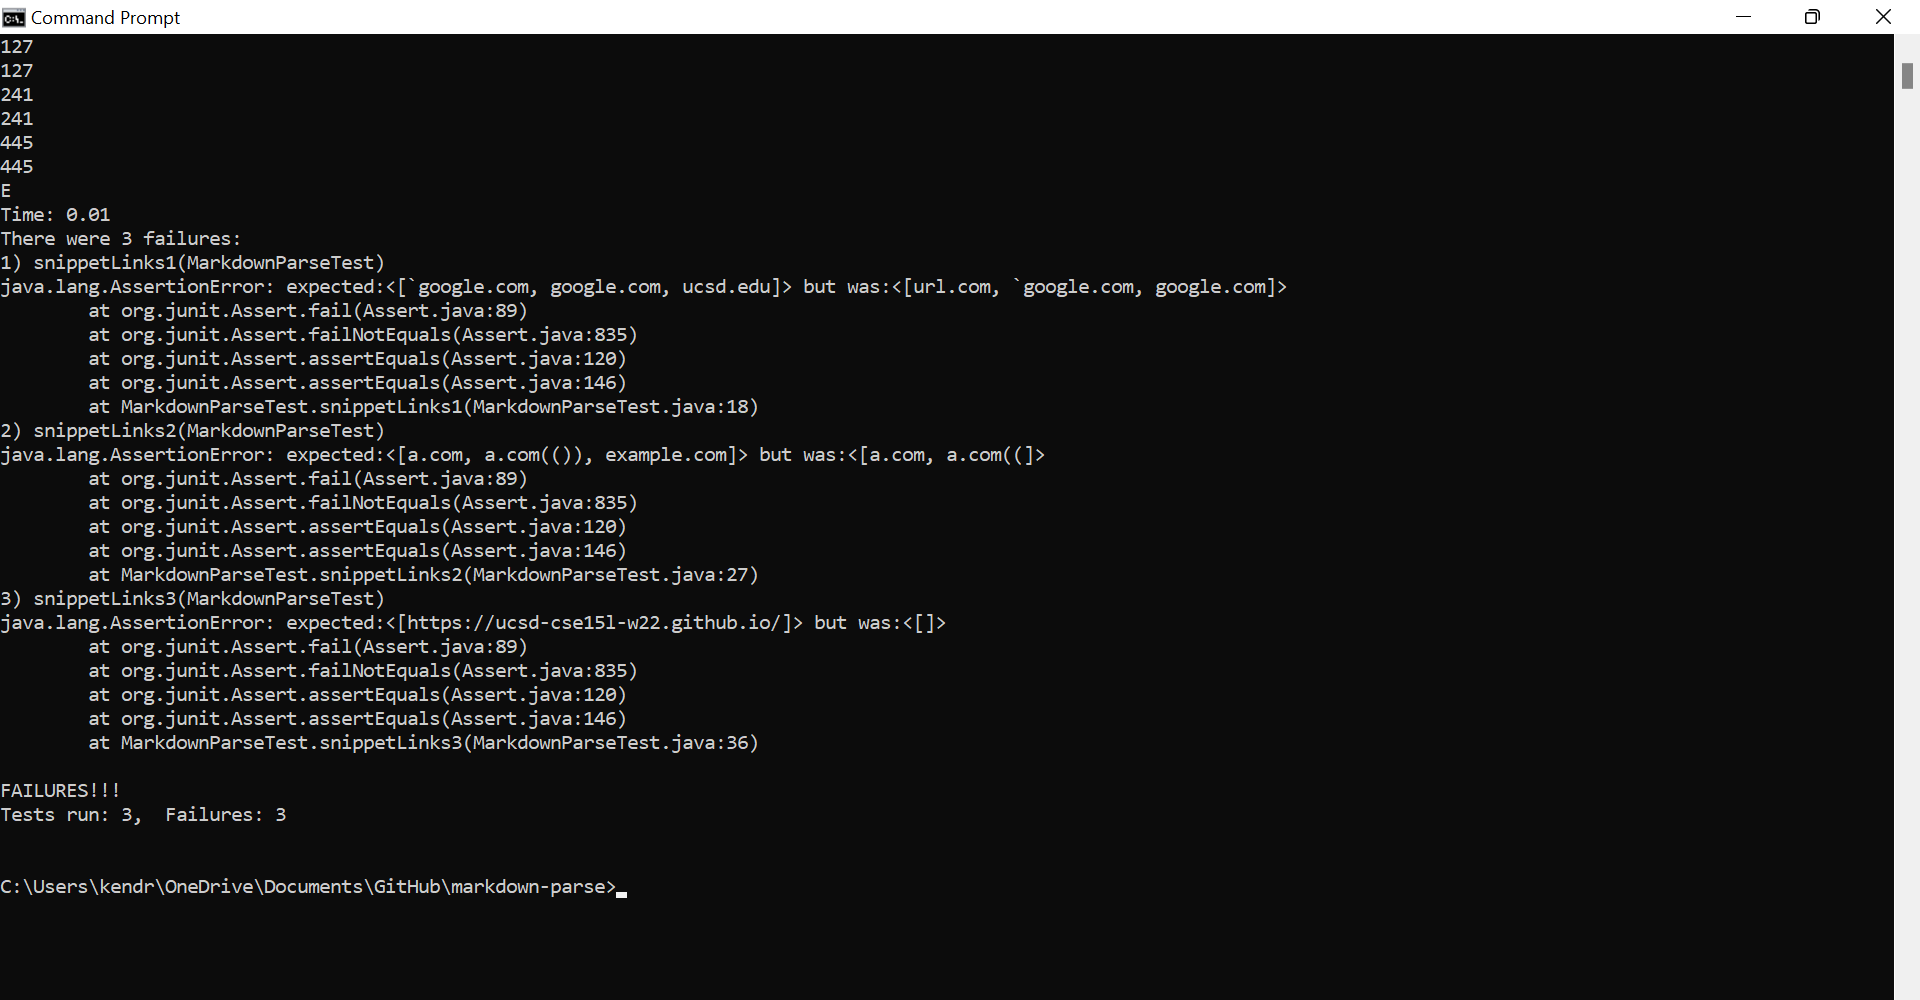 Command Prompt
127
127
241
241
445
445
E
Time: 0.01
There were 3 failures:
1) snippetLinks1(MarkdownParseTest)
java.lang.AssertionError: expected:<[`google.com, google.com, ucsd.edu]> but was:<[url.com, `google.com, google.com]>
        at org.junit.Assert.fail(Assert.java:89)
        at org.junit.Assert.failNotEquals(Assert.java:835)
        at org.junit.Assert.assertEquals(Assert.java:120)
        at org.junit.Assert.assertEquals(Assert.java:146)
        at MarkdownParseTest.snippetLinks1(MarkdownParseTest.java:18)
2) snippetLinks2(MarkdownParseTest)
java.lang.AssertionError: expected:<[a.com, a.com(()), example.com]> but was:<[a.com, a.com((]>
        at org.junit.Assert.fail(Assert.java:89)
        at org.junit.Assert.failNotEquals(Assert.java:835)
        at org.junit.Assert.assertEquals(Assert.java:120)
        at org.junit.Assert.assertEquals(Assert.java:146)
        at MarkdownParseTest.snippetLinks2(MarkdownParseTest.java:27)
3) snippetLinks3(MarkdownParseTest)
java.lang.AssertionError: expected:<[https://ucsd-cse15l-w22.github.io/]> but was:<[]>
        at org.junit.Assert.fail(Assert.java:89)
        at org.junit.Assert.failNotEquals(Assert.java:835)
        at org.junit.Assert.assertEquals(Assert.java:120)
        at org.junit.Assert.assertEquals(Assert.java:146)
        at MarkdownParseTest.snippetLinks3(MarkdownParseTest.java:36)
FAILURES!!!
Tests run: 3,  Failures: 3
C:\Users\kendr\OneDrive\Documents\GitHub\markdown-parse>